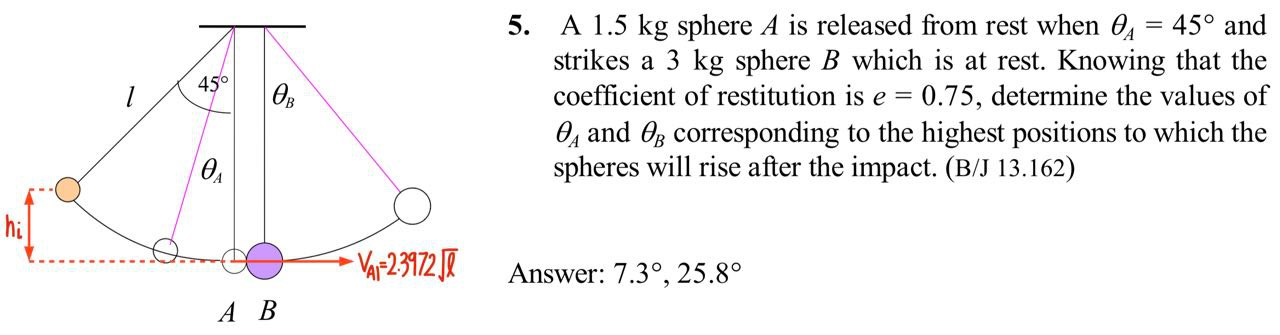 45°
l
θB
θA
hi
VA1=2.3972√l
A B
5. A 1.5 kg sphere A is released from rest when θA = 45° and
strikes a 3 kg sphere B which is at rest. Knowing that the
coefficient of restitution is e = 0.75, determine the values of
θA and θB corresponding to the highest positions to which the
spheres will rise after the impact. (B/J 13.162)
Answer: 7.3°, 25.8°